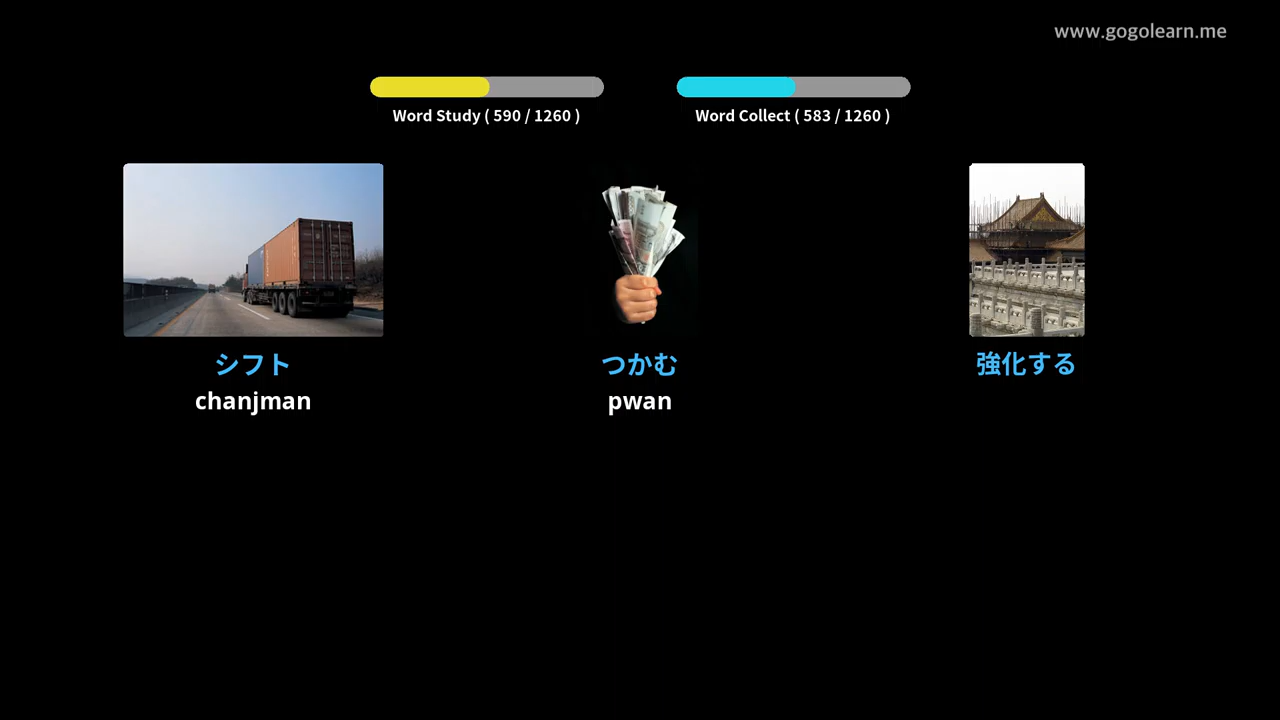 www.gogolearn.me
Word Study ( 590 / 1260 )
Word Collect ( 583 / 1260 )
シフト
つかむ
強化する
chanjman
pwan